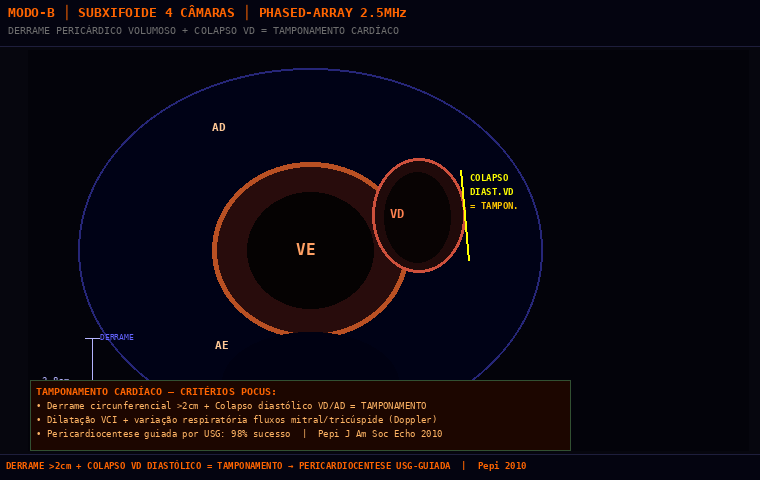 MODO-B | SUBXIFOIDE 4 CÂMARAS | PHASED-ARRAY 2.5MHz
DERRAME PERICÁRDICO VOLUMOSO + COLAPSO VD = TAMPONAMENTO CARDÍACO
AD
COLAPSO
DIAST.VD
= TAMPON.
VD
VE
DERRAME
AE
TAMPONAMENTO CARDÍACO — CRITÉRIOS POCUS:
• Derrame circunferencial >2cm + Colapso diastólico VD/AD = TAMPONAMENTO
• Dilatação VCI + variação respiratória fluxos mitral/tricúspide (Doppler)
• Pericardiocentese guiada por USG: 98% sucesso | Pepi J Am Soc Echo 2010
DERRAME >2cm + COLAPSO VD DIASTÓLICO = TAMPONAMENTO → PERICARDIOCENTESE USG-GUIADA | Pepi 2010